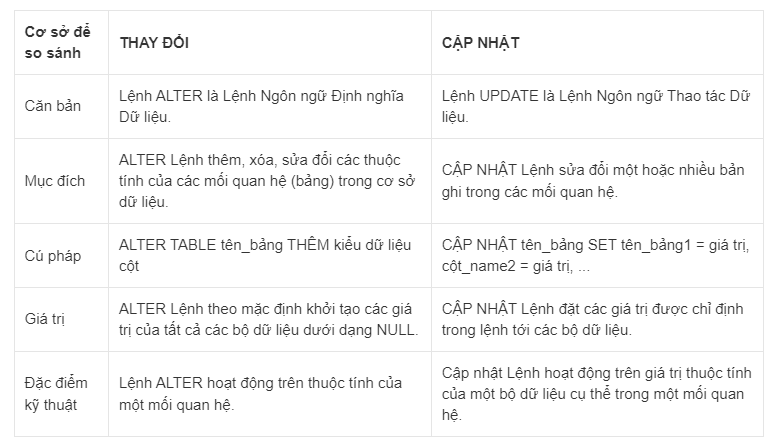 Cơ sở để so sánh
THAY ĐỔI
CẬP NHẬT
Căn bản
Lệnh ALTER là Lệnh Ngôn ngữ Định nghĩa
Dữ liệu.
Lệnh UPDATE là Lệnh Ngôn ngữ Thao tác Dữ
liệu.
Mục đích
ALTER Lệnh thêm, xóa, sửa đổi các thuộc
tính của các mối quan hệ (bảng) trong cơ sở
dữ liệu.
CẬP NHẬT Lệnh sửa đổi một hoặc nhiều bản
ghi trong các mối quan hệ.
Cú pháp
ALTER TABLE tên_bảng THÊM kiểu dữ liệu
cột
CẬP NHẬT tên_bảng SET tên_bảng1 = giá trị,
cột_name2 = giá trị, ...
Giá trị
ALTER Lệnh theo mặc định khởi tạo các giá
trị của tất cả các bộ dữ liệu dưới dạng NULL.
CẬP NHẬT Lệnh đặt các giá trị được chỉ định
trong lệnh tới các bộ dữ liệu.
Đặc điểm
kỹ thuật
Lệnh ALTER hoạt động trên thuộc tính của
một mối quan hệ.
Cập nhật Lệnh hoạt động trên giá trị thuộc tính
của một bộ dữ liệu cụ thể trong một mối quan
hệ.